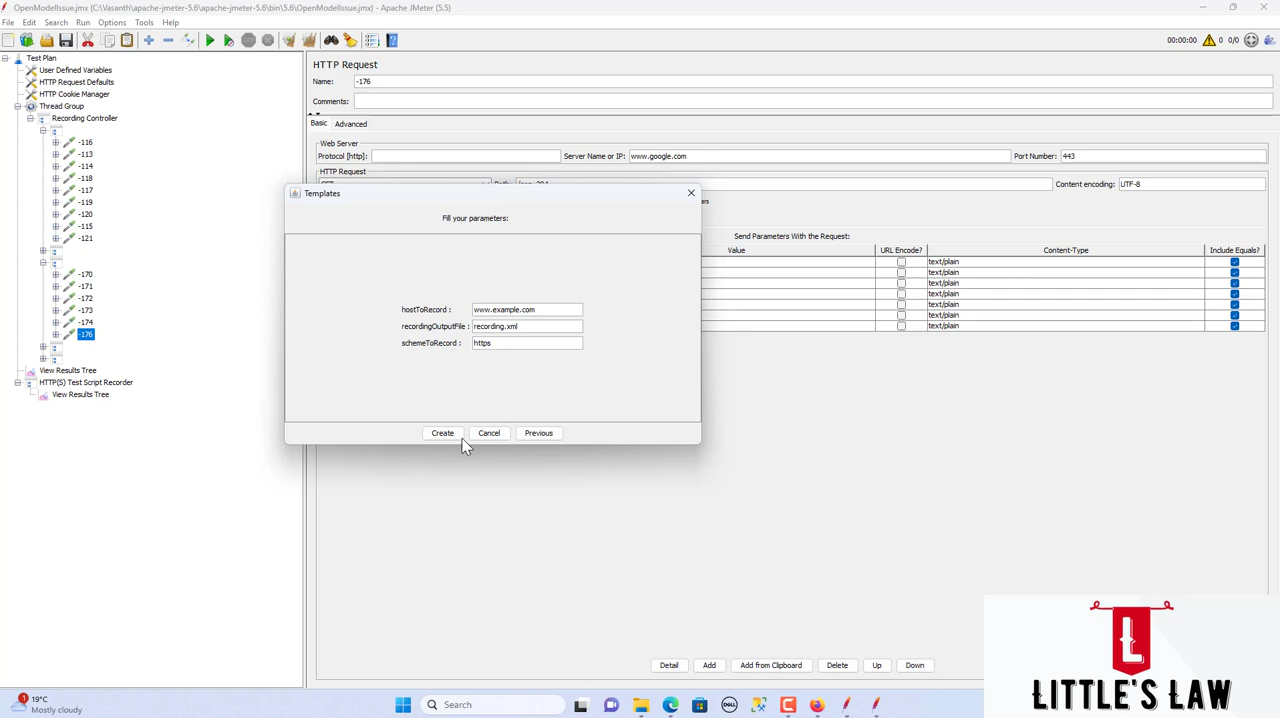 OpenModelIssue.jmx (C:\Vasanth\apache-jmeter-5.6\apache-jmeter-5.6\bin\5.6\OpenModelIssue.jmx) - Apache JMeter (5.5)
File Edit Search Run Options Tools Help
00:00:00 0 0/0
Test Plan
User Defined Variables
HTTP Request Defaults
HTTP Cookie Manager
Thread Group
Recording Controller
-116
-113
-114
-118
-117
-119
-120
-115
-121
-170
-171
-172
-173
-174
-176
View Results Tree
HTTP(S) Test Script Recorder
View Results Tree
HTTP Request
Name: -176
Comments:
Basic Advanced
Web Server
Protocol [http]: Server Name or IP: www.google.com Port Number: 443
HTTP Request
Content encoding: UTF-8
Send Parameters With the Request:
Value URL Encode? Content-Type Include Equals?
text/plain
text/plain
text/plain
text/plain
text/plain
text/plain
text/plain
Templates
Fill your parameters:
hostToRecord : www.example.com
recordingOutputFile : recording.xml
schemeToRecord : https
Create Cancel Previous
Detail Add Add from Clipboard Delete Up Down
L
LITTLE'S LAW
19°C
Mostly cloudy
Search
DELL